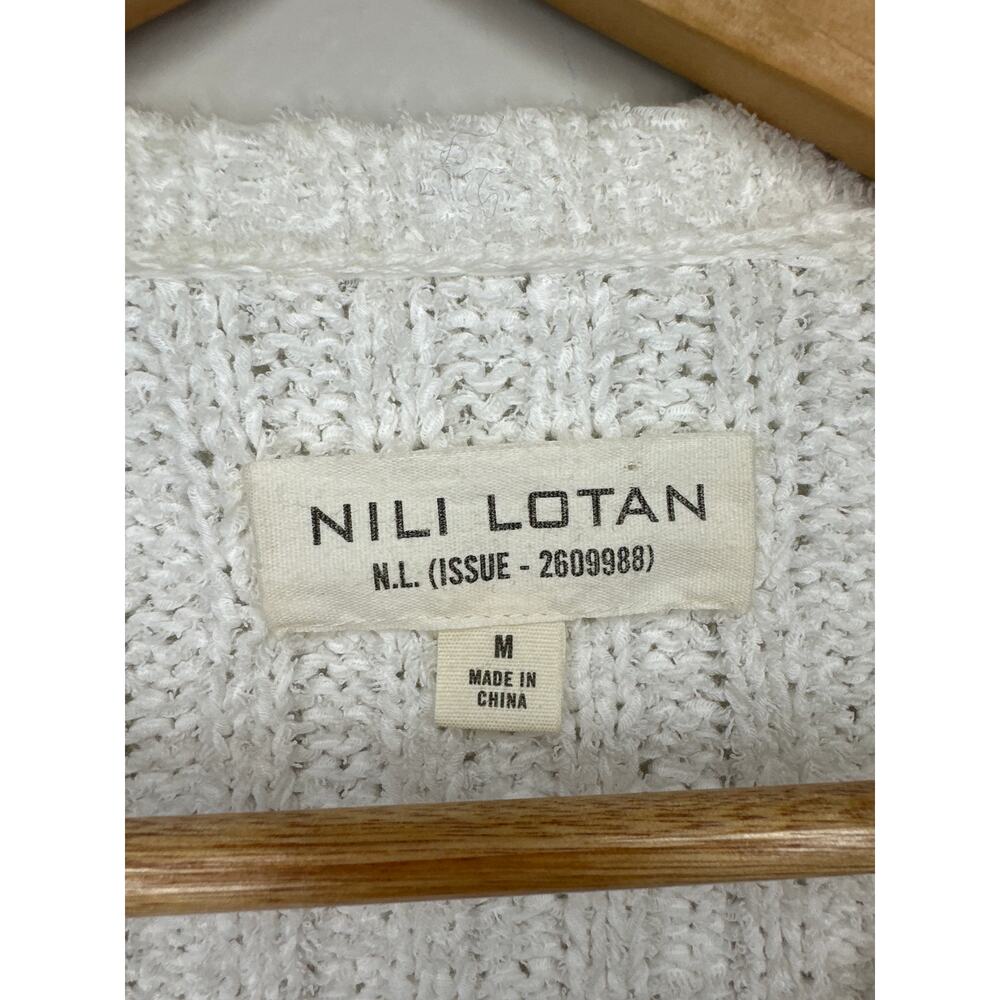 NILI LOTAN
N.L. (ISSUE - 2609988)
M
MADE IN
CHINA